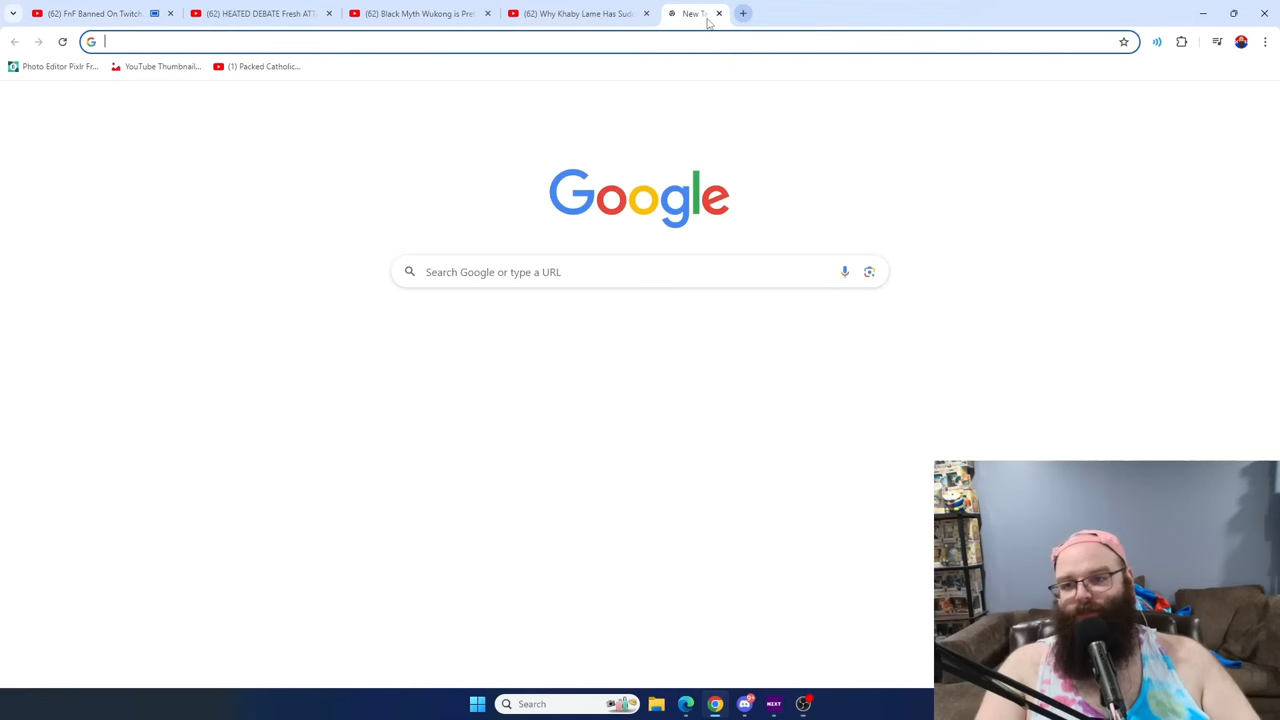 (62) FnF Banned On Twitch
(62) HEATED DEBATE Fresh AT
(62) Black Myth Wukong is Pre
(62) Why Khaby Lame Has Sud
New T
Photo Editor Pixlr Fr...
YouTube Thumbnail...
(1) Packed Catholic...
Google
Search Google or type a URL
Search
NIXT